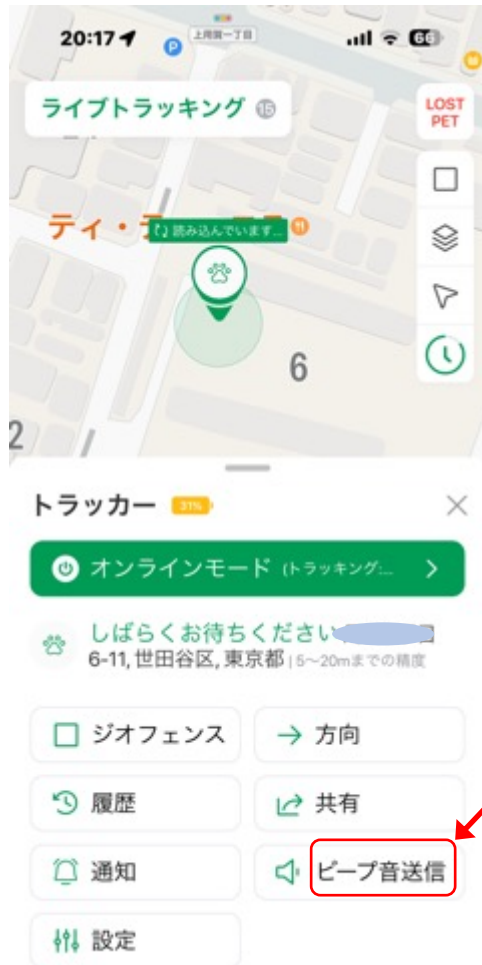 20:17
P
上用賀一丁目
66
ライブトラッキング 15
LOST
PET
ティ・
読み込んでいます...
6
2
トラッカー 31%
オンラインモード (トラッキング:...
しばらくお待ちください
6-11, 世田谷区, 東京都 | 5〜20mまでの精度
ジオフェンス
方向
履歴
共有
通知
ビープ音送信
設定